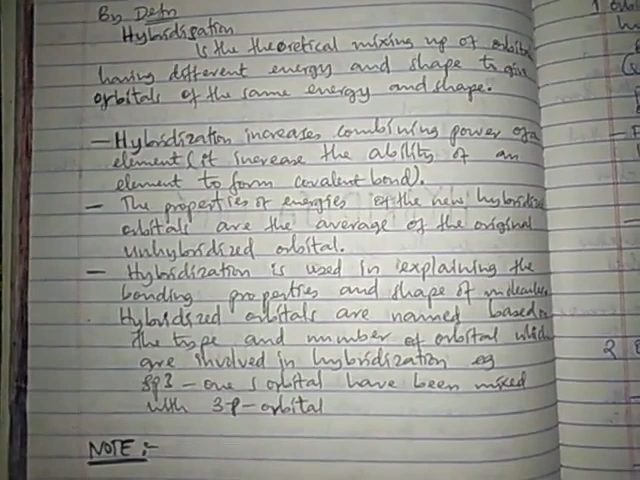 By Defn
Hybridisation
Is the theoretical mixing up of orbitals
having different energy and shape to give
orbitals of the same energy and shape.
— Hybridization increases combining power of a
element (it increase the ability of an
element to form covalent bond).
— The properties of energies of the new hybridize
orbitals are the average of the original
unhybridized orbital.
— Hybridization is used in explaining the
bonding properties and shape of molecules
Hybridized orbitals are named based on
the type and number of orbital which
are involved in hybridization eg
Sp3 - one s orbital have been mixed
with 3-p-orbital
NOTE:-